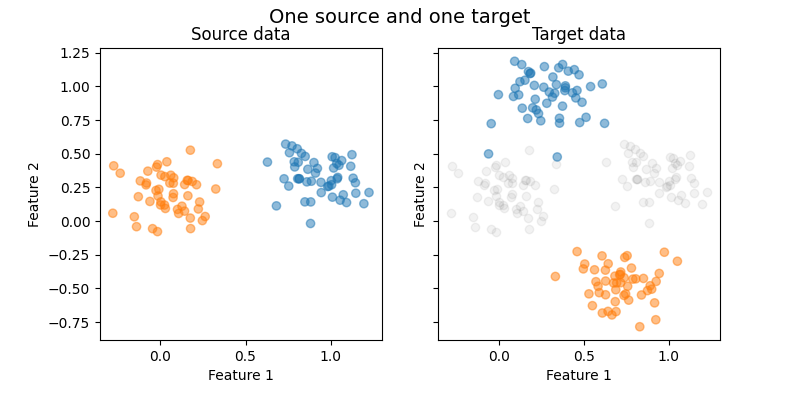 One source and one target
Source data
Target data
1.25
1.00
0.75
0.50
0.25
0.00
−0.25
−0.50
−0.75
Feature 2
Feature 2
0.0 0.5 1.0
0.0 0.5 1.0
Feature 1
Feature 1